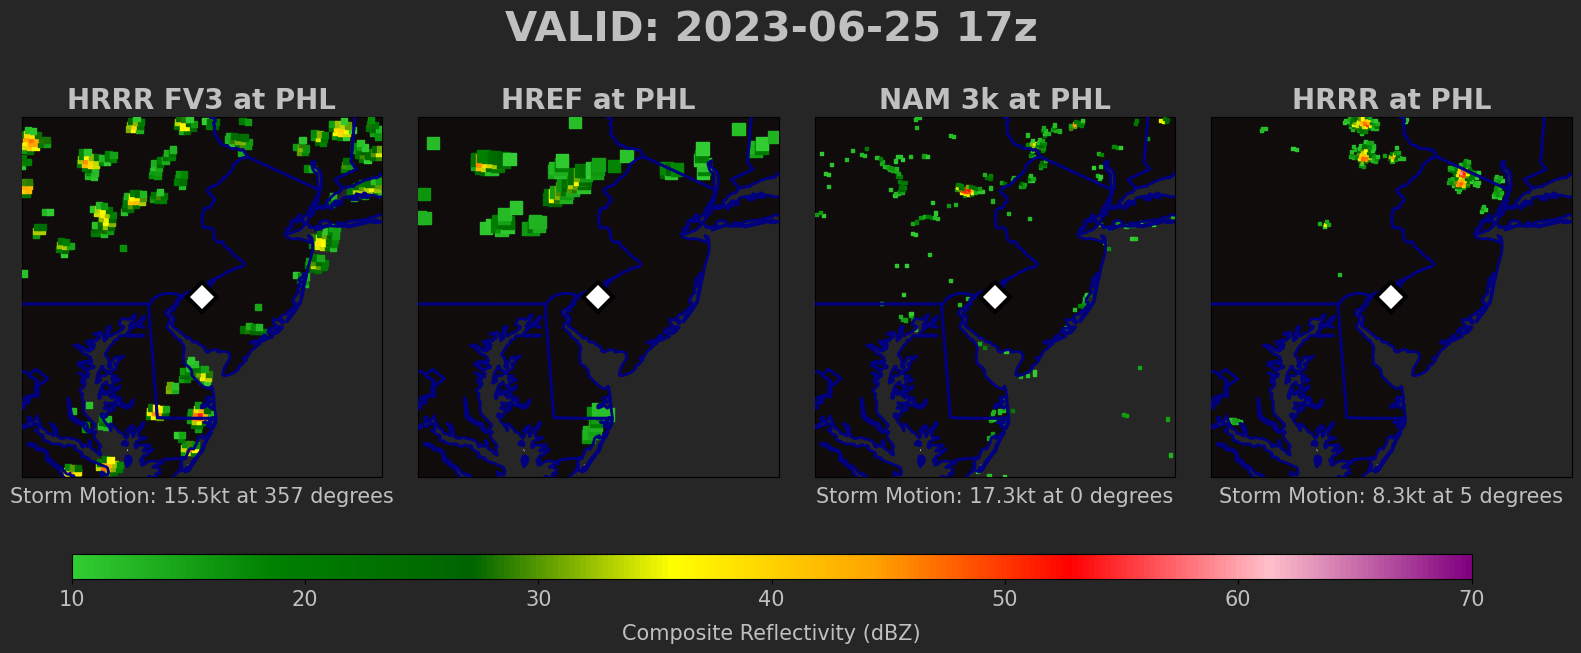 VALID: 2023-06-25 17z
HRRR FV3 at PHL
HREF at PHL
NAM 3k at PHL
HRRR at PHL
Storm Motion: 15.5kt at 357 degrees
Storm Motion: 17.3kt at 0 degrees
Storm Motion: 8.3kt at 5 degrees
10 20 30 40 50 60 70
Composite Reflectivity (dBZ)